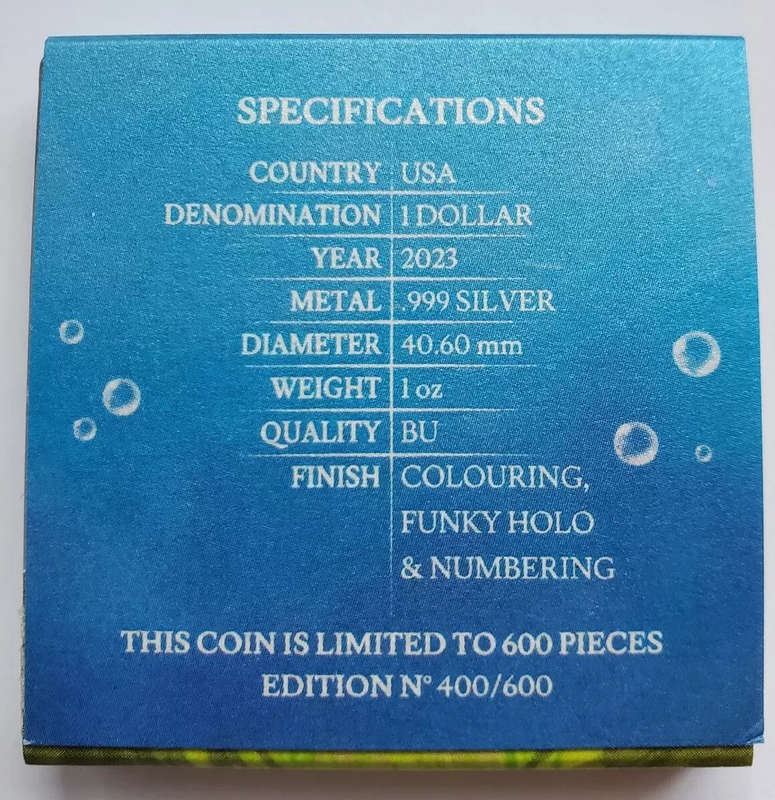 SPECIFICATIONS
COUNTRY USA
DENOMINATION 1 DOLLAR
YEAR 2023
METAL .999 SILVER
DIAMETER 40.60 mm
WEIGHT 1 oz
QUALITY BU
FINISH COLOURING,
FUNKY HOLO
& NUMBERING
THIS COIN IS LIMITED TO 600 PIECES
EDITION N° 400/600